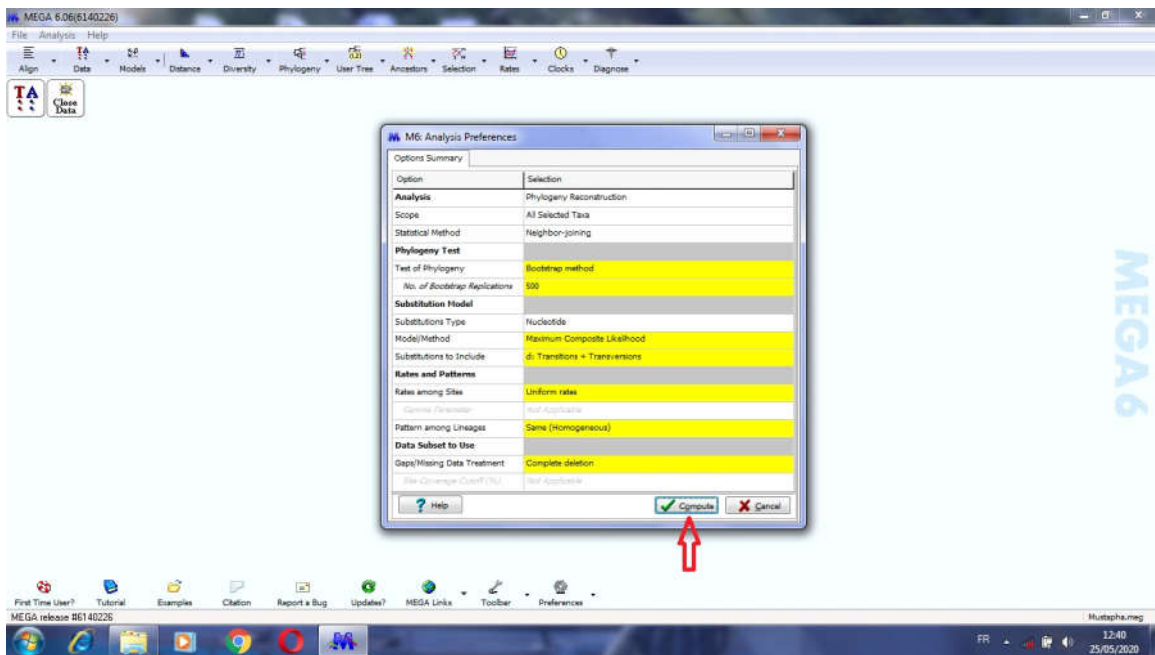 MEGA 6.06(6140226)
File Analysis Help
Align Data Models Distance Diversity Phylogeny User Tree Ancestors Selection Rates Clocks Diagnose
TA Close Data
M6: Analysis Preferences
Options Summary
Option Selection
Analysis Phylogeny Reconstruction
Scope All Selected Taxa
Statistical Method Neighbor-joining
Phylogeny Test
Test of Phylogeny Bootstrap method
No. of Bootstrap Replications 500
Substitution Model
Substitutions Type Nucleotide
Model/Method Maximum Composite Likelihood
Substitutions to Include d: Transitions + Transversions
Rates and Patterns
Rates among Sites Uniform rates
Gamma Parameter Not Applicable
Pattern among Lineages Same (Homogeneous)
Data Subset to Use
Gaps/Missing Data Treatment Complete deletion
Site Coverage Cutoff (%) Not Applicable
? Help Compute Cancel
MEGA6
First Time User? Tutorial Examples Citation Report a Bug Updates? MEGA Links Toolbar Preferences
MEGA release #6140226 Mustapha.meg
FR 12:40
25/05/2020